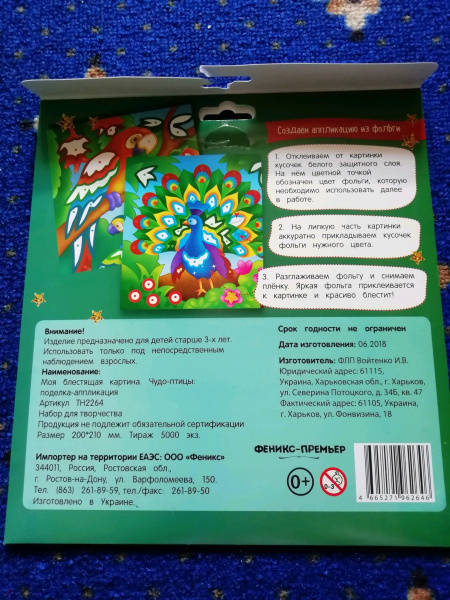 Создаем аппликацию из фольги
1. Отклеиваем от картинки
кусочек белого защитного слоя.
На нём цветной точкой
обозначен цвет фольги, которую
необходимо использовать далее
в работе.
2. На липкую часть картинки
аккуратно прикладываем кусочек
фольги нужного цвета.
3. Разглаживаем фольгу и снимаем
плёнку. Яркая фольга приклеивается
к картинке и красиво блестит!
Внимание!
Изделие предназначено для детей старше 3-х лет.
Использовать только под непосредственным
наблюдением взрослых.
Наименование:
Моя блестящая картина. Чудо-птицы:
поделка-аппликация
Артикул TH2264
Набор для творчества
Продукция не подлежит обязательной сертификации
Размер 200*210 мм. Тираж 5000 экз.
Импортер на территории ЕАЭС: ООО «Феникс»
344011, Россия, Ростовская обл.,
г. Ростов-на-Дону, ул. Варфоломеева, 150.
Тел. (863) 261-89-59, тел./факс: 261-89-50
Изготовлено в Украине.
Срок годности не ограничен
Дата изготовления: 06.2018
Изготовитель: ФЛП Войтенко И.В.
Юридический адрес: 61115,
Украина, Харьковская обл., г. Харьков,
ул. Северина Потоцкого, д. 34б, кв. 47
Фактический адрес: 61105, Украина,
г. Харьков, ул. Фонвизина, 18
ФЕНИКС-ПРЕМЬЕР
0+
0-3
4 665271 962646